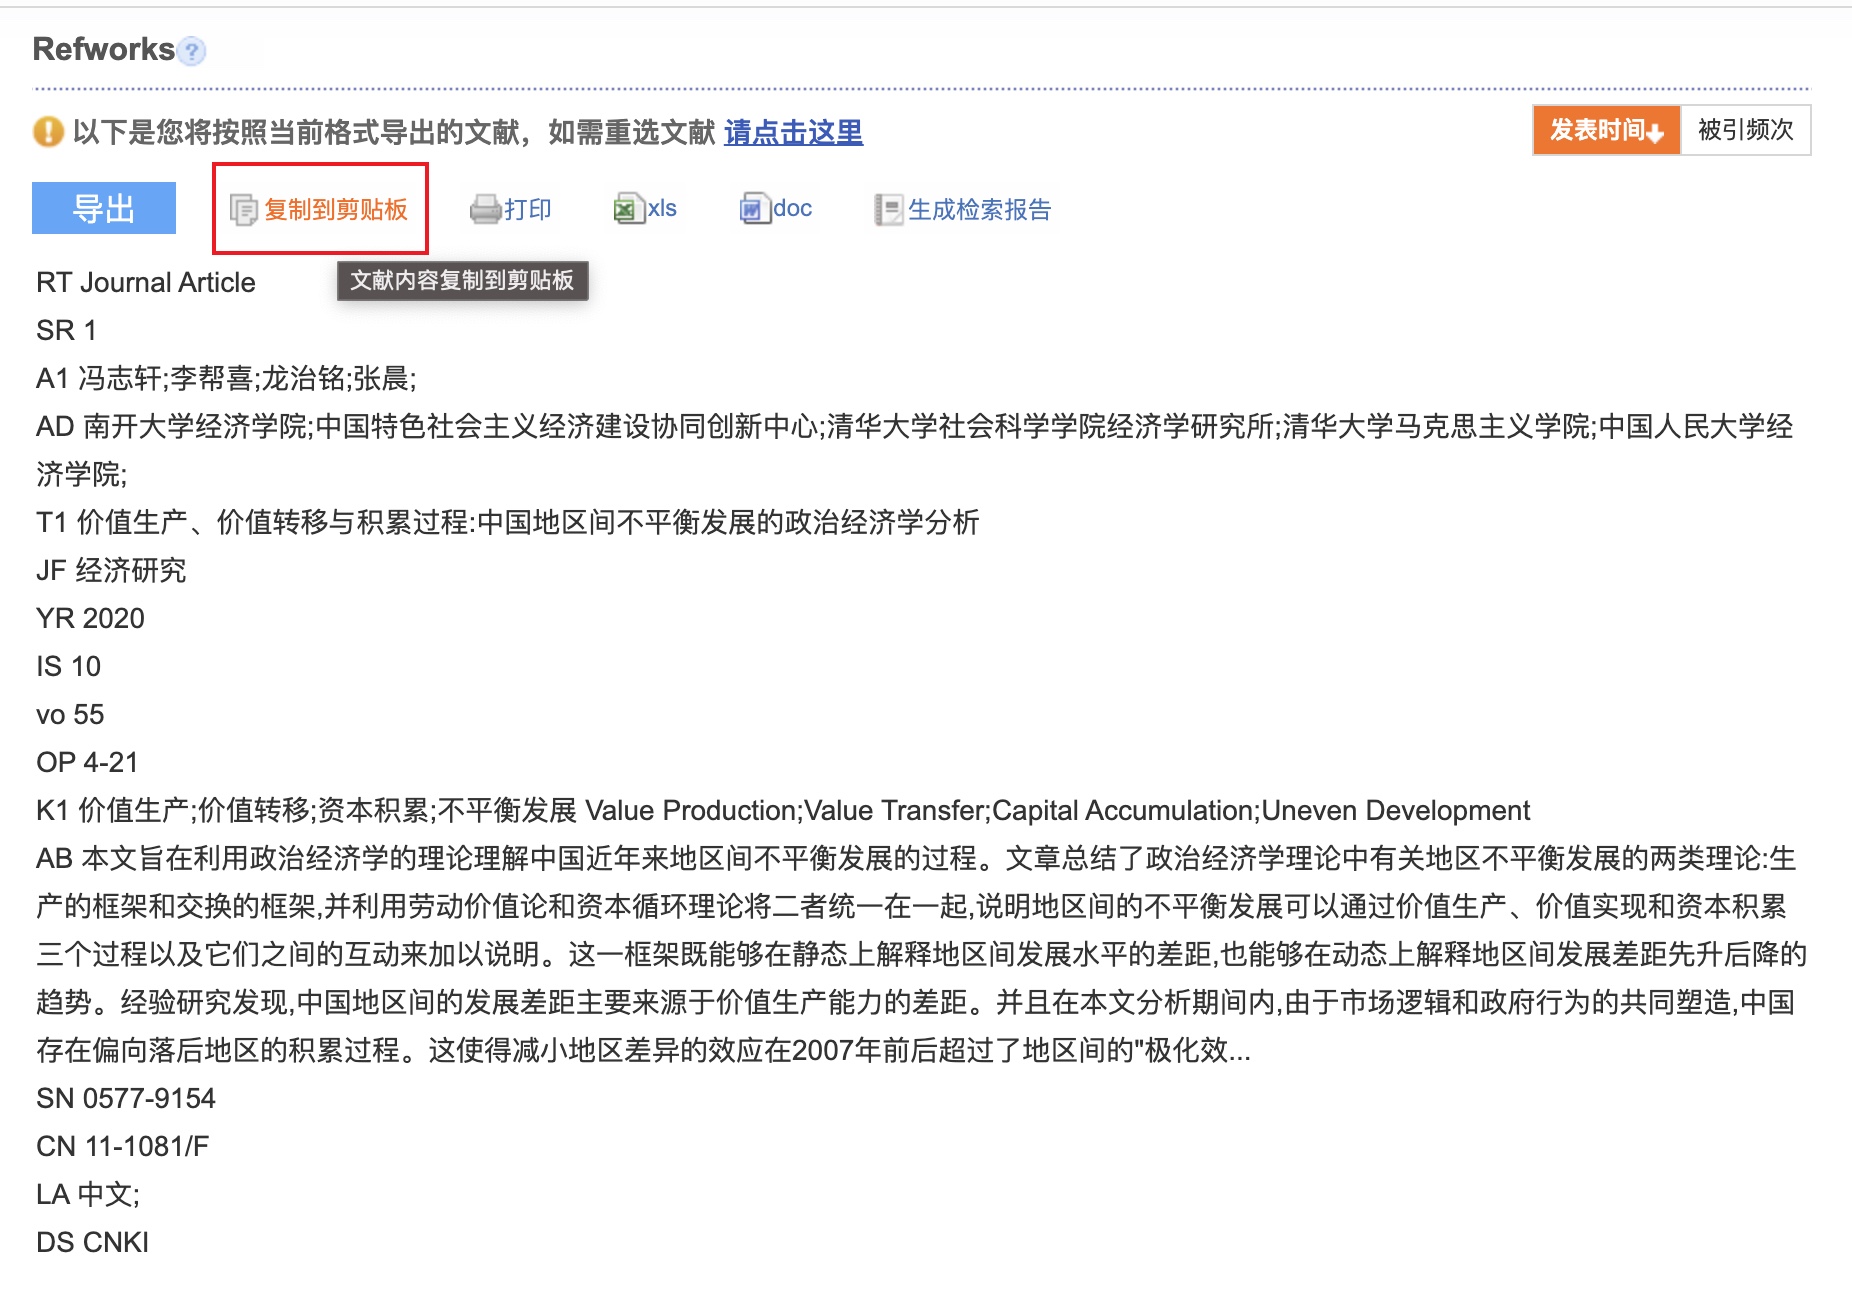 Refworks?
以下是您将按照当前格式导出的文献，如需重选文献 请点击这里
发表时间 被引频次
导出 复制到剪贴板 打印 xls doc 生成检索报告
文献内容复制到剪贴板
RT Journal Article
SR 1
A1 冯志轩;李帮喜;龙治铭;张晨;
AD 南开大学经济学院;中国特色社会主义经济建设协同创新中心;清华大学社会科学学院经济学研究所;清华大学马克思主义学院;中国人民大学经
济学院;
T1 价值生产、价值转移与积累过程:中国地区间不平衡发展的政治经济学分析
JF 经济研究
YR 2020
IS 10
vo 55
OP 4-21
K1 价值生产;价值转移;资本积累;不平衡发展 Value Production;Value Transfer;Capital Accumulation;Uneven Development
AB 本文旨在利用政治经济学的理论理解中国近年来地区间不平衡发展的过程。文章总结了政治经济学理论中有关地区不平衡发展的两类理论:生
产的框架和交换的框架,并利用劳动价值论和资本循环理论将二者统一在一起,说明地区间的不平衡发展可以通过价值生产、价值实现和资本积累
三个过程以及它们之间的互动来加以说明。这一框架既能够在静态上解释地区间发展水平的差距,也能够在动态上解释地区间发展差距先升后降的
趋势。经验研究发现,中国地区间的发展差距主要来源于价值生产能力的差距。并且在本文分析期间内,由于市场逻辑和政府行为的共同塑造,中国
存在偏向落后地区的积累过程。这使得减小地区差异的效应在2007年前后超过了地区间的"极化效...
SN 0577-9154
CN 11-1081/F
LA 中文;
DS CNKI